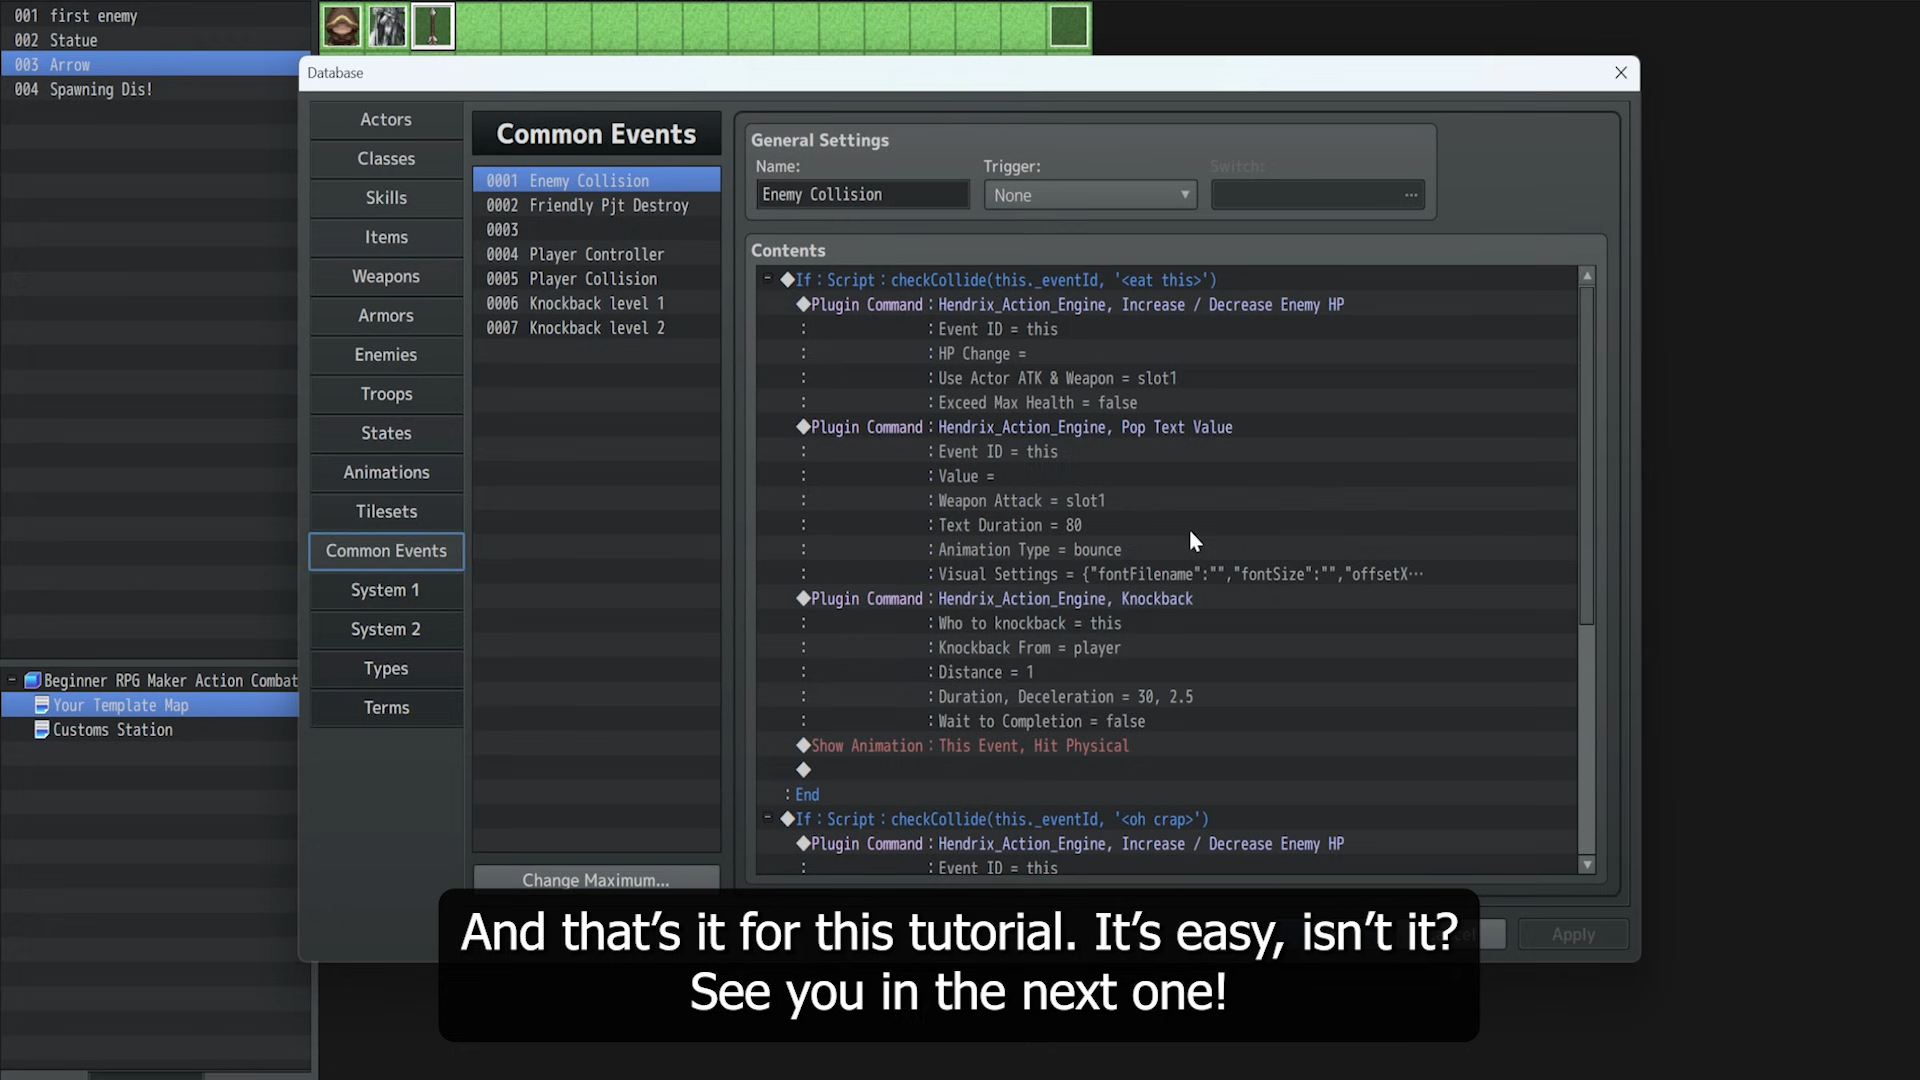 001 first enemy
002 Statue
003 Arrow
004 Spawning Dis!
Database
Actors
Classes
Skills
Items
Weapons
Armors
Enemies
Troops
States
Animations
Tilesets
Common Events
System 1
System 2
Types
Terms
Common Events
0001 Enemy Collision
0002 Friendly Pjt Destroy
0003
0004 Player Controller
0005 Player Collision
0006 Knockback level 1
0007 Knockback level 2
Change Maximum...
General Settings
Name:
Trigger:
Switch:
Enemy Collision
None
...
Contents
◆If：Script：checkCollide(this._eventId, '<eat this>')
◆Plugin Command：Hendrix_Action_Engine, Increase / Decrease Enemy HP
：　：Event ID = this
：　：HP Change =
：　：Use Actor ATK & Weapon = slot1
：　：Exceed Max Health = false
◆Plugin Command：Hendrix_Action_Engine, Pop Text Value
：　：Event ID = this
：　：Value =
：　：Weapon Attack = slot1
：　：Text Duration = 80
：　：Animation Type = bounce
：　：Visual Settings = {"fontFilename":"","fontSize":"","offsetX…
◆Plugin Command：Hendrix_Action_Engine, Knockback
：　：Who to knockback = this
：　：Knockback From = player
：　：Distance = 1
：　：Duration, Deceleration = 30, 2.5
：　：Wait to Completion = false
◆Show Animation：This Event, Hit Physical
◆
：End
◆If：Script：checkCollide(this._eventId, '<oh crap>')
◆Plugin Command：Hendrix_Action_Engine, Increase / Decrease Enemy HP
：　：Event ID = this
Apply
Beginner RPG Maker Action Combat
Your Template Map
Customs Station
And that's it for this tutorial. It's easy, isn't it?
See you in the next one!